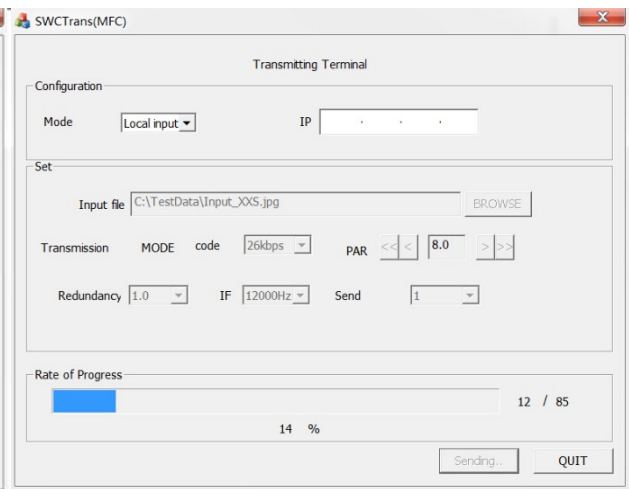 SWCTrans(MFC)
Transmitting Terminal
Configuration
Mode Local input IP . . .
Set
Input file C:\TestData\Input_XXS.jpg BROWSE
Transmission MODE code 26kbps PAR << < 8.0 > >>
Redundancy 1.0 IF 12000Hz Send 1
Rate of Progress
12 / 85
14 %
Sending.. QUIT